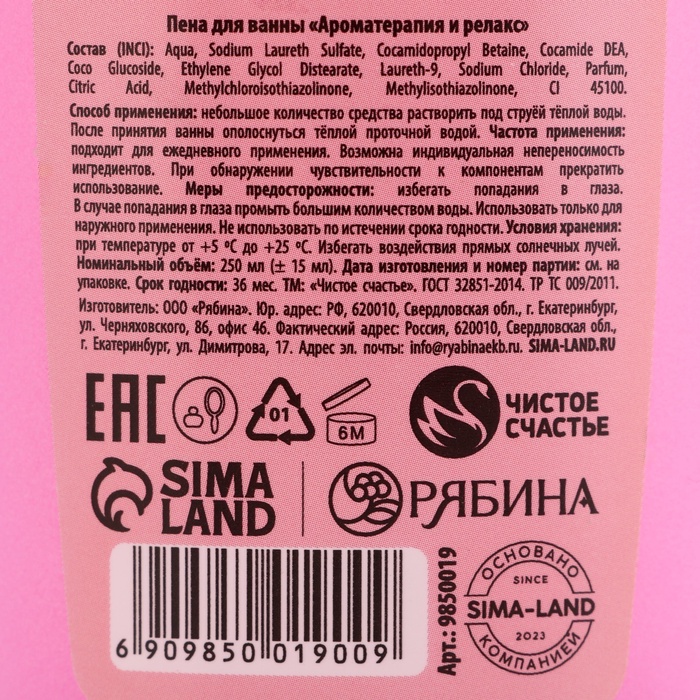 Пена для ванны «Ароматерапия и релакс»
Состав (INCI): Aqua, Sodium Laureth Sulfate, Cocamidopropyl Betaine, Cocamide DEA,
Coco Glucoside, Ethylene Glycol Distearate, Laureth-9, Sodium Chloride, Parfum,
Citric Acid, Methylchloroisothiazolinone, Methylisothiazolinone, CI 45100.
Способ применения: небольшое количество средства растворить под струёй тёплой воды.
После принятия ванны ополоснуться тёплой проточной водой. Частота применения:
подходит для ежедневного применения. Возможна индивидуальная непереносимость
ингредиентов. При обнаружении чувствительности к компонентам прекратить
использование. Меры предосторожности: избегать попадания в глаза.
В случае попадания в глаза промыть большим количеством воды. Использовать только для
наружного применения. Не использовать по истечении срока годности. Условия хранения:
при температуре от +5 °C до +25 °C. Избегать воздействия прямых солнечных лучей.
Номинальный объём: 250 мл (± 15 мл). Дата изготовления и номер партии: см. на
упаковке. Срок годности: 36 мес. ТМ: «Чистое счастье». ГОСТ 32851-2014. ТР ТС 009/2011.
Изготовитель: ООО «Рябина». Юр. адрес: РФ, 620010, Свердловская обл., г. Екатеринбург,
ул. Черняховского, 86, офис 46. Фактический адрес: Россия, 620010, Свердловская обл.,
г. Екатеринбург, ул. Димитрова, 17. Адрес эл. почты: info@ryabinaekb.ru. SIMA-LAND.RU
EAC
01
6M
ЧИСТОЕ
СЧАСТЬЕ
SIMA
LAND
РЯБИНА
6 909850 019009
Арт.: 9850019
ОСНОВАНО
SINCE
SIMA-LAND
2023
КОМПАНИЕЙ